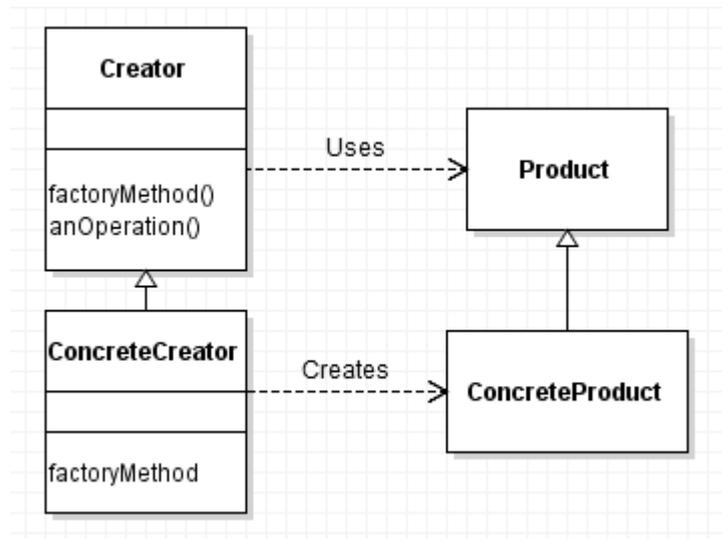 Creator
factoryMethod()
anOperation()
Uses
Product
ConcreteCreator
factoryMethod
Creates
ConcreteProduct